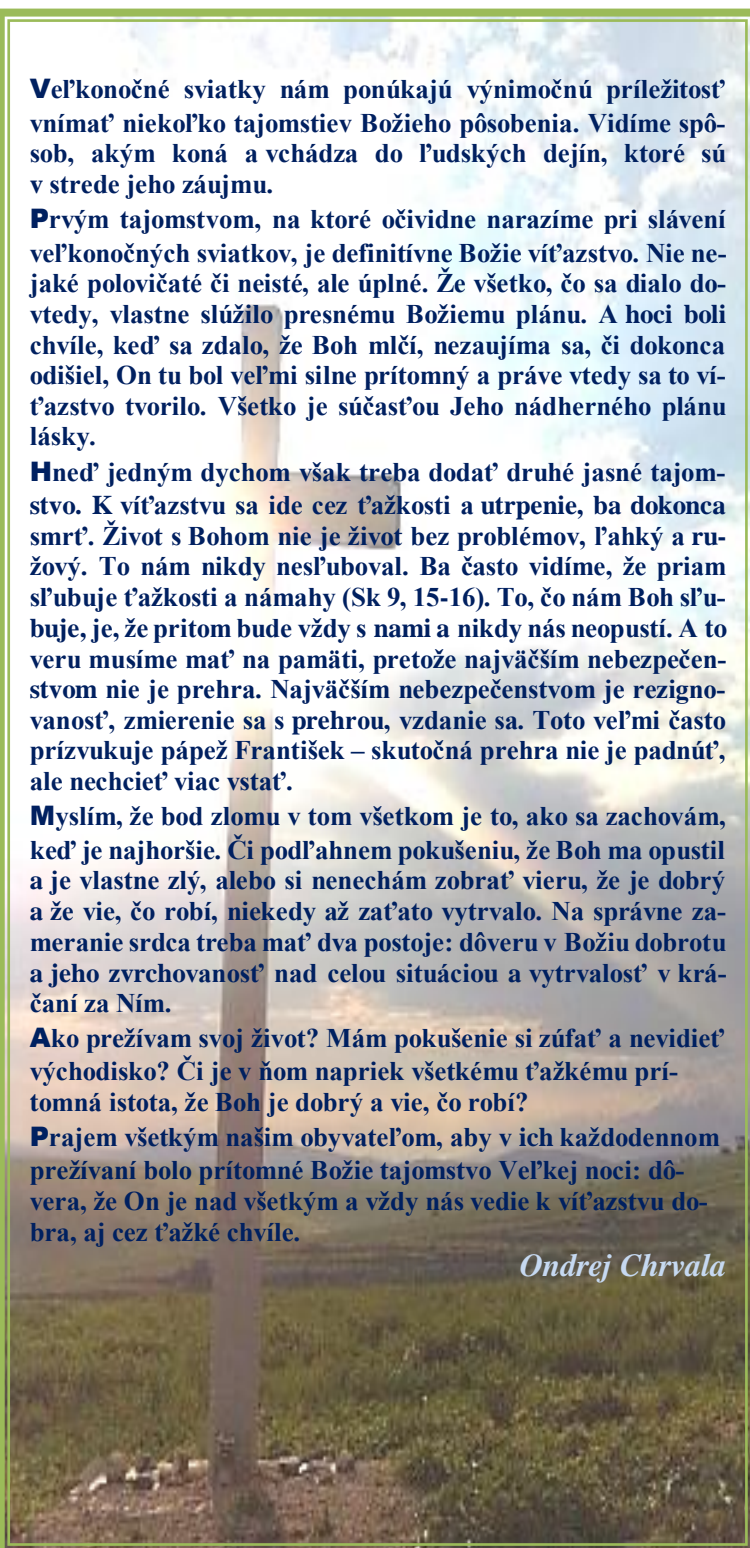 Veľkonočné sviatky nám ponúkajú výnimočnú príležitosť
vnímať niekoľko tajomstiev Božieho pôsobenia. Vidíme spô-
sob, akým koná a vchádza do ľudských dejín, ktoré sú
v strede jeho záujmu.
Prvým tajomstvom, na ktoré očividne narazíme pri slávení
veľkonočných sviatkov, je definitívne Božie víťazstvo. Nie ne-
jaké polovičaté či neisté, ale úplné. Že všetko, čo sa dialo do-
vtedy, vlastne slúžilo presnému Božiemu plánu. A hoci boli
chvíle, keď sa zdalo, že Boh mlčí, nezaujíma sa, či dokonca
odišiel, On tu bol veľmi silne prítomný a práve vtedy sa to ví-
ťazstvo tvorilo. Všetko je súčasťou Jeho nádherného plánu
lásky.
Hneď jedným dychom však treba dodať druhé jasné tajom-
stvo. K víťazstvu sa ide cez ťažkosti a utrpenie, ba dokonca
smrť. Život s Bohom nie je život bez problémov, ľahký a ru-
žový. To nám nikdy nesľuboval. Ba často vidíme, že priam
sľubuje ťažkosti a námahy (Sk 9, 15-16). To, čo nám Boh sľu-
buje, je, že pritom bude vždy s nami a nikdy nás neopustí. A to
veru musíme mať na pamäti, pretože najväčším nebezpečen-
stvom nie je prehra. Najväčším nebezpečenstvom je rezigno-
vanosť, zmierenie sa s prehrou, vzdanie sa. Toto veľmi často
prízvukuje pápež František – skutočná prehra nie je padnúť,
ale nechcieť viac vstať.
Myslím, že bod zlomu v tom všetkom je to, ako sa zachovám,
keď je najhoršie. Či podľahnem pokušeniu, že Boh ma opustil
a je vlastne zlý, alebo si nenechám zobrať vieru, že je dobrý
a že vie, čo robí, niekedy až zaťato vytrvalo. Na správne za-
meranie srdca treba mať dva postoje: dôveru v Božiu dobrotu
a jeho zvrchovanosť nad celou situáciou a vytrvalosť v krá-
čaní za Ním.
Ako prežívam svoj život? Mám pokušenie si zúfať a nevidieť
východisko? Či je v ňom napriek všetkému ťažkému prí-
tomná istota, že Boh je dobrý a vie, čo robí?
Prajem všetkým našim obyvateľom, aby v ich každodennom
prežívaní bolo prítomné Božie tajomstvo Veľkej noci: dô-
vera, že On je nad všetkým a vždy nás vedie k víťazstvu do-
bra, aj cez ťažké chvíle.
Ondrej Chrvala